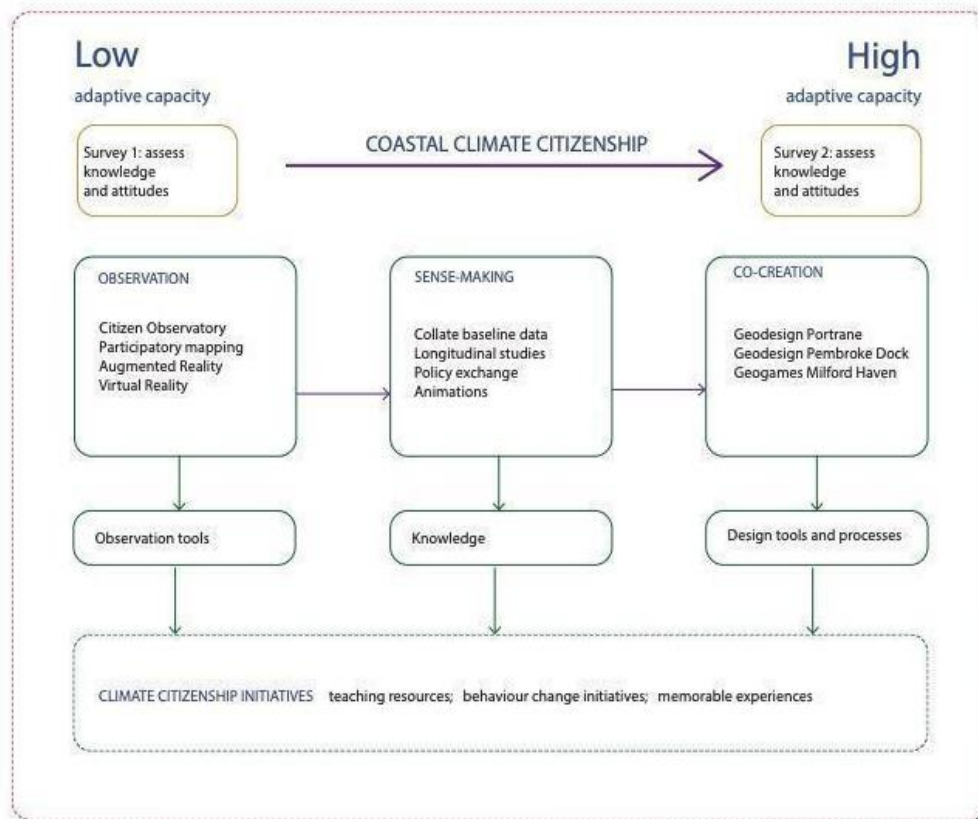 Low
adaptive capacity
High
adaptive capacity
Survey 1: assess
knowledge
and attitudes
COASTAL CLIMATE CITIZENSHIP
Survey 2: assess
knowledge
and attitudes
OBSERVATION
Citizen Observatory
Participatory mapping
Augmented Reality
Virtual Reality
SENSE-MAKING
Collate baseline data
Longitudinal studies
Policy exchange
Animations
CO-CREATION
Geodesign Portrane
Geodesign Pembroke Dock
Geogames Milford Haven
Observation tools
Knowledge
Design tools and processes
CLIMATE CITIZENSHIP INITIATIVES teaching resources; behaviour change initiatives; memorable experiences